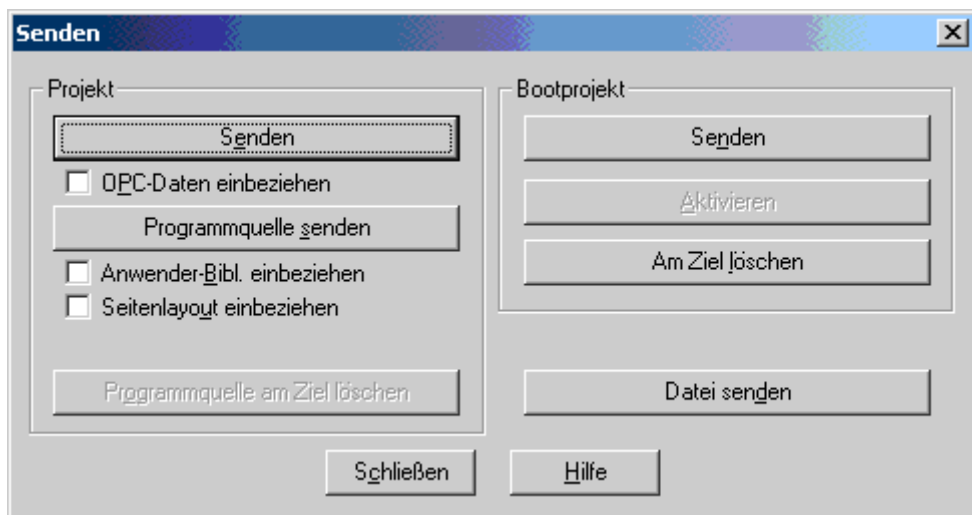 Senden
Projekt
Senden
OPC-Daten einbeziehen
Programmquelle senden
Anwender-Bibl. einbeziehen
Seitenlayout einbeziehen
Programmquelle am Ziel löschen
Bootprojekt
Senden
Aktivieren
Am Ziel löschen
Datei senden
Schließen
Hilfe